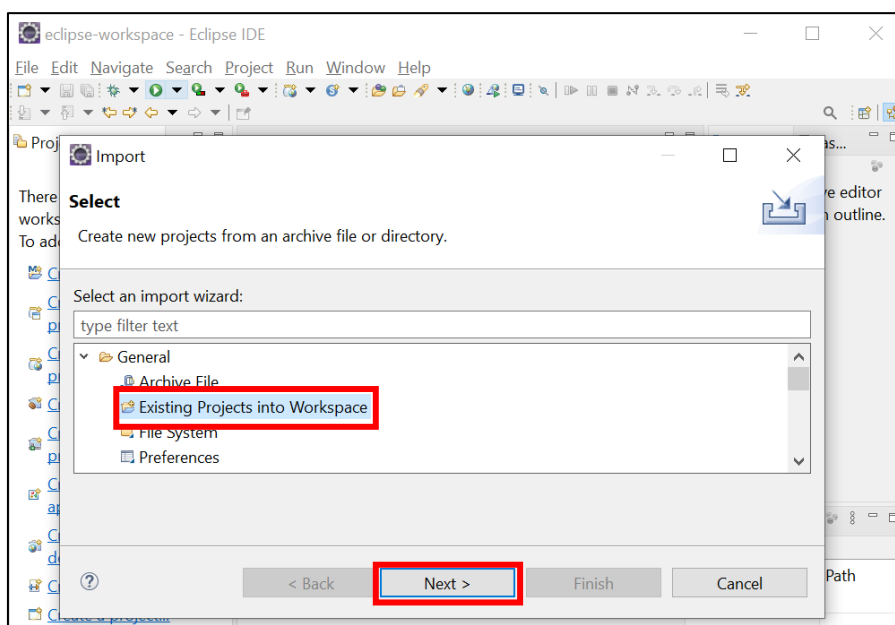 eclipse-workspace - Eclipse IDE
File Edit Navigate Search Project Run Window Help
Import
There
To
Select
Create new projects from an archive file or directory.
editor
outline.
Select an import wizard:
type filter text
General
Archive File
Existing Projects into Workspace
File System
Preferences
< Back Next > Finish Cancel
Path